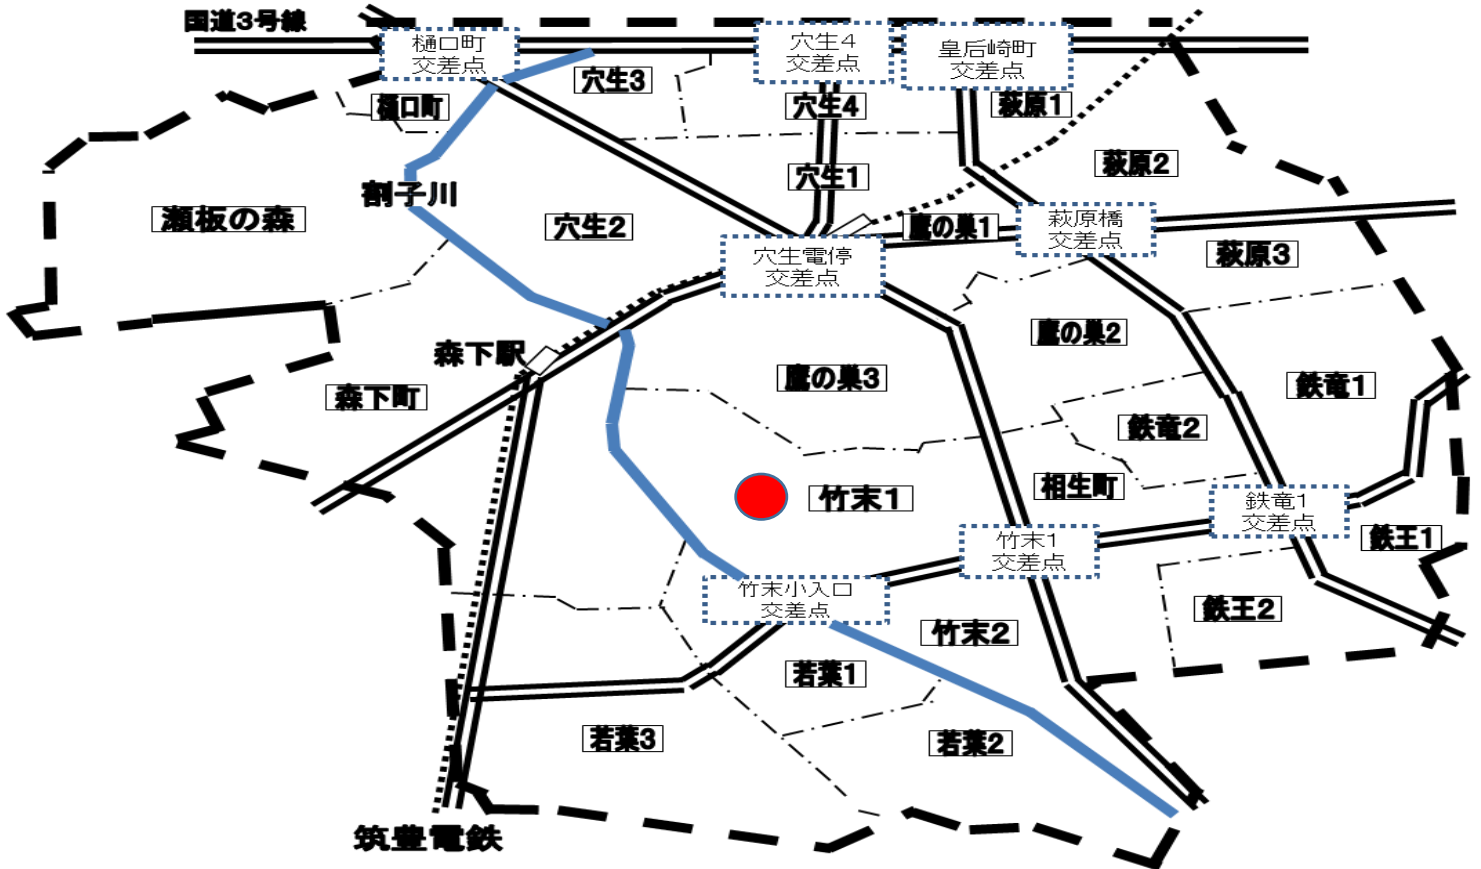 国道3号線
樋口町
交差点
穴生4
交差点
皇后崎町
交差点
穴生3
樋口町
穴生4
萩原1
萩原2
穴生1
割子川
瀬板の森
穴生2
鷹の巣1
萩原橋
交差点
萩原3
穴生電停
交差点
鷹の巣2
森下駅
鷹の巣3
鉄竜1
森下町
鉄竜2
相生町
竹末1
鉄竜1
交差点
鉄王1
竹末1
交差点
竹末小入口
交差点
鉄王2
竹末2
若葉1
若葉3
若葉2
筑豊電鉄